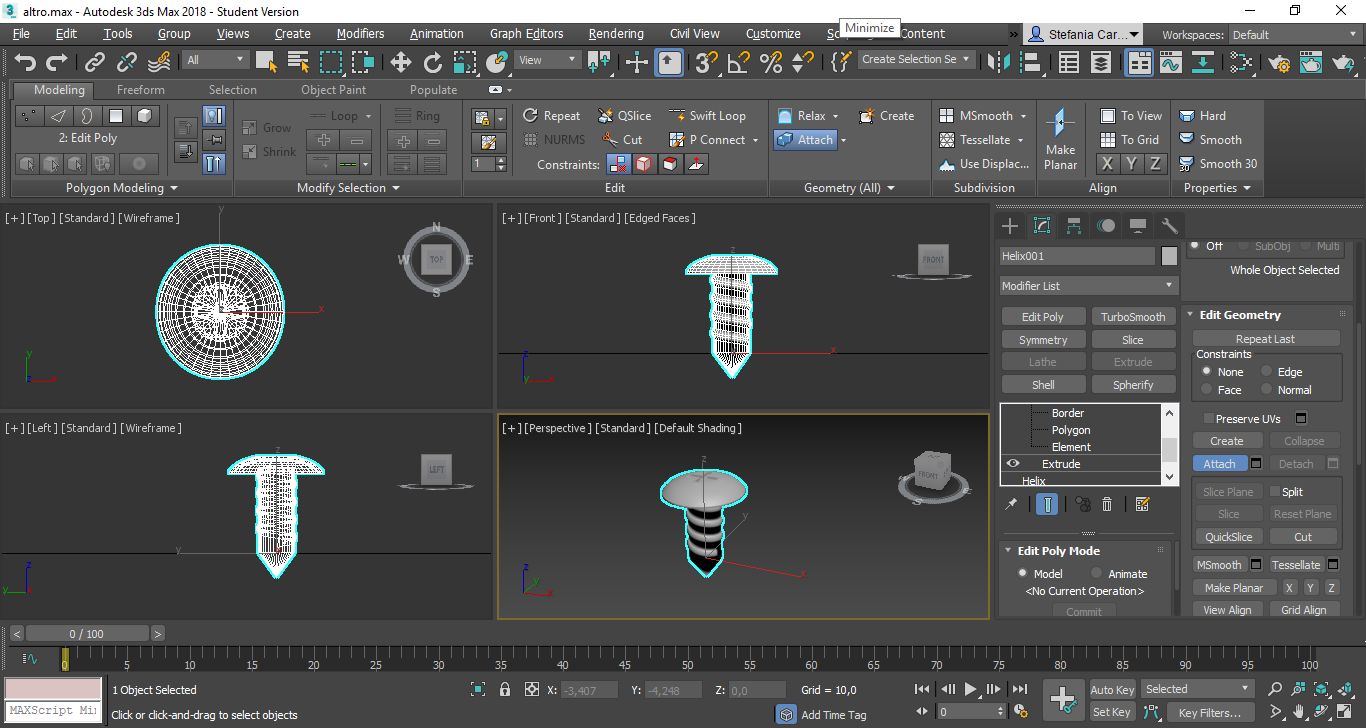 altro.max - Autodesk 3ds Max 2018 - Student Version
File Edit Tools Group Views Create Modifiers Animation Graph Editors Rendering Civil View Customize Content » Stefania Car... Workspaces: Default
Minimize
All View Create Selection Se
Modeling Freeform Selection Object Paint Populate
2: Edit Poly
Polygon Modeling
Grow Loop Ring
Shrink
Modify Selection
1
Repeat QSlice Swift Loop
NURMS Cut P Connect
Constraints:
Edit
Relax Create
Attach
Geometry (All)
MSmooth
Tessellate
Use Displac...
Subdivision
Make Planar
To View
To Grid
X Y Z
Align
Hard
Smooth
Smooth 30
Properties
[+] [Top] [Standard] [Wireframe]
y
x
N
W TOP E
S
y
z x
[+] [Front] [Standard] [Edged Faces]
FRONT
z
x
z
y x
[+] [Left] [Standard] [Wireframe]
LEFT
z
y
z
y
[+] [Perspective] [Standard] [Default Shading]
FRONT
S E
z
y
x
z
y
x
Helix001
Modifier List
Edit Poly TurboSmooth
Symmetry Slice
Lathe Extrude
Shell Spherify
Border
Polygon
Element
Extrude
Helix
Edit Poly Mode
Model Animate
<No Current Operation>
Commit
Off SubObj Multi
Whole Object Selected
Edit Geometry
Repeat Last
Constraints
None Edge
Face Normal
Preserve UVs
Create Collapse
Attach Detach
Slice Plane Split
Slice Reset Plane
QuickSlice Cut
MSmooth Tessellate
Make Planar X Y Z
View Align Grid Align
< 0 / 100 >
0 5 10 15 20 25 30 35 40 45 50 55 60 65 70 75 80 85 90 95 100
1 Object Selected
X: -3,407 Y: -4,248 Z: 0,0 Grid = 10,0
Auto Key Selected
MAXScript Mi
Click or click-and-drag to select objects
Add Time Tag
0
Set Key Key Filters...